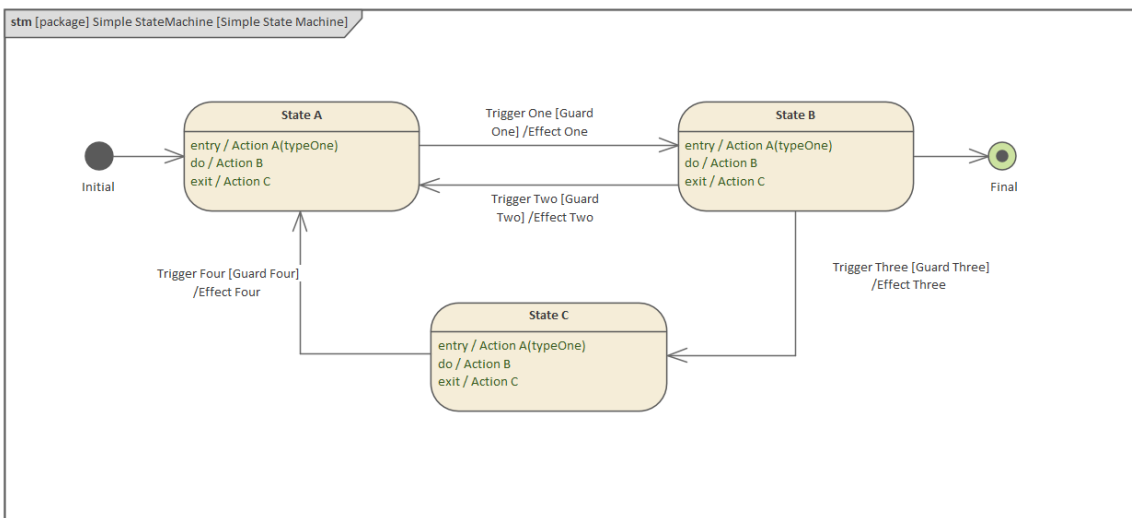 stm [package] Simple StateMachine [Simple State Machine]
State A
entry / Action A(typeOne)
do / Action B
exit / Action C
Trigger One [Guard
One] /Effect One
State B
entry / Action A(typeOne)
do / Action B
exit / Action C
Initial
Final
Trigger Two [Guard
Two] /Effect Two
Trigger Four [Guard Four]
/Effect Four
Trigger Three [Guard Three]
/Effect Three
State C
entry / Action A(typeOne)
do / Action B
exit / Action C